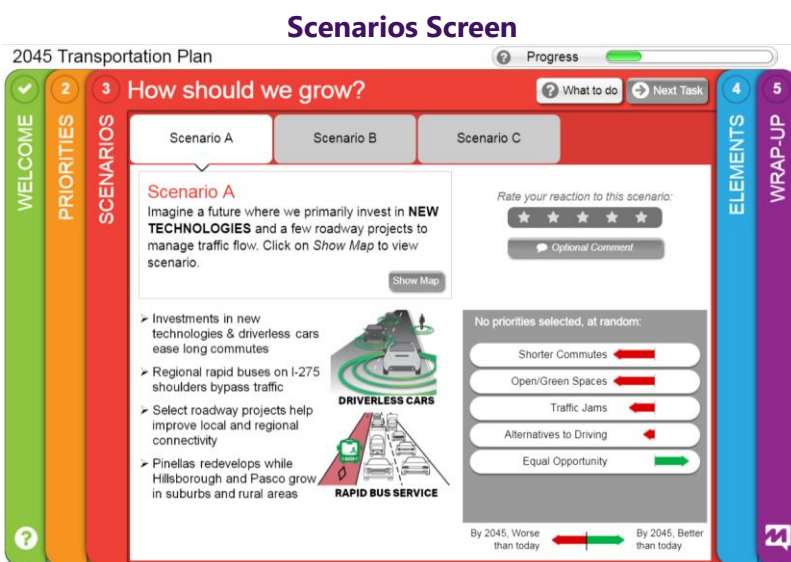 Scenarios Screen
2045 Transportation Plan
? Progress
WELCOME
?
2
PRIORITIES
3
SCENARIOS
How should we grow?
? What to do
Next Task
Scenario A
Scenario B
Scenario C
Scenario A
Imagine a future where we primarily invest in NEW
TECHNOLOGIES and a few roadway projects to
manage traffic flow. Click on Show Map to view
scenario.
Show Map
Rate your reaction to this scenario:
Optional Comment
➢ Investments in new
technologies & driverless cars
ease long commutes
➢ Regional rapid buses on I-275
shoulders bypass traffic
➢ Select roadway projects help
improve local and regional
connectivity
➢ Pinellas redevelops while
Hillsborough and Pasco grow
in suburbs and rural areas
DRIVERLESS CARS
RAPID BUS SERVICE
No priorities selected, at random:
Shorter Commutes
Open/Green Spaces
Traffic Jams
Alternatives to Driving
Equal Opportunity
By 2045, Worse
than today
By 2045, Better
than today
4
ELEMENTS
5
WRAP-UP